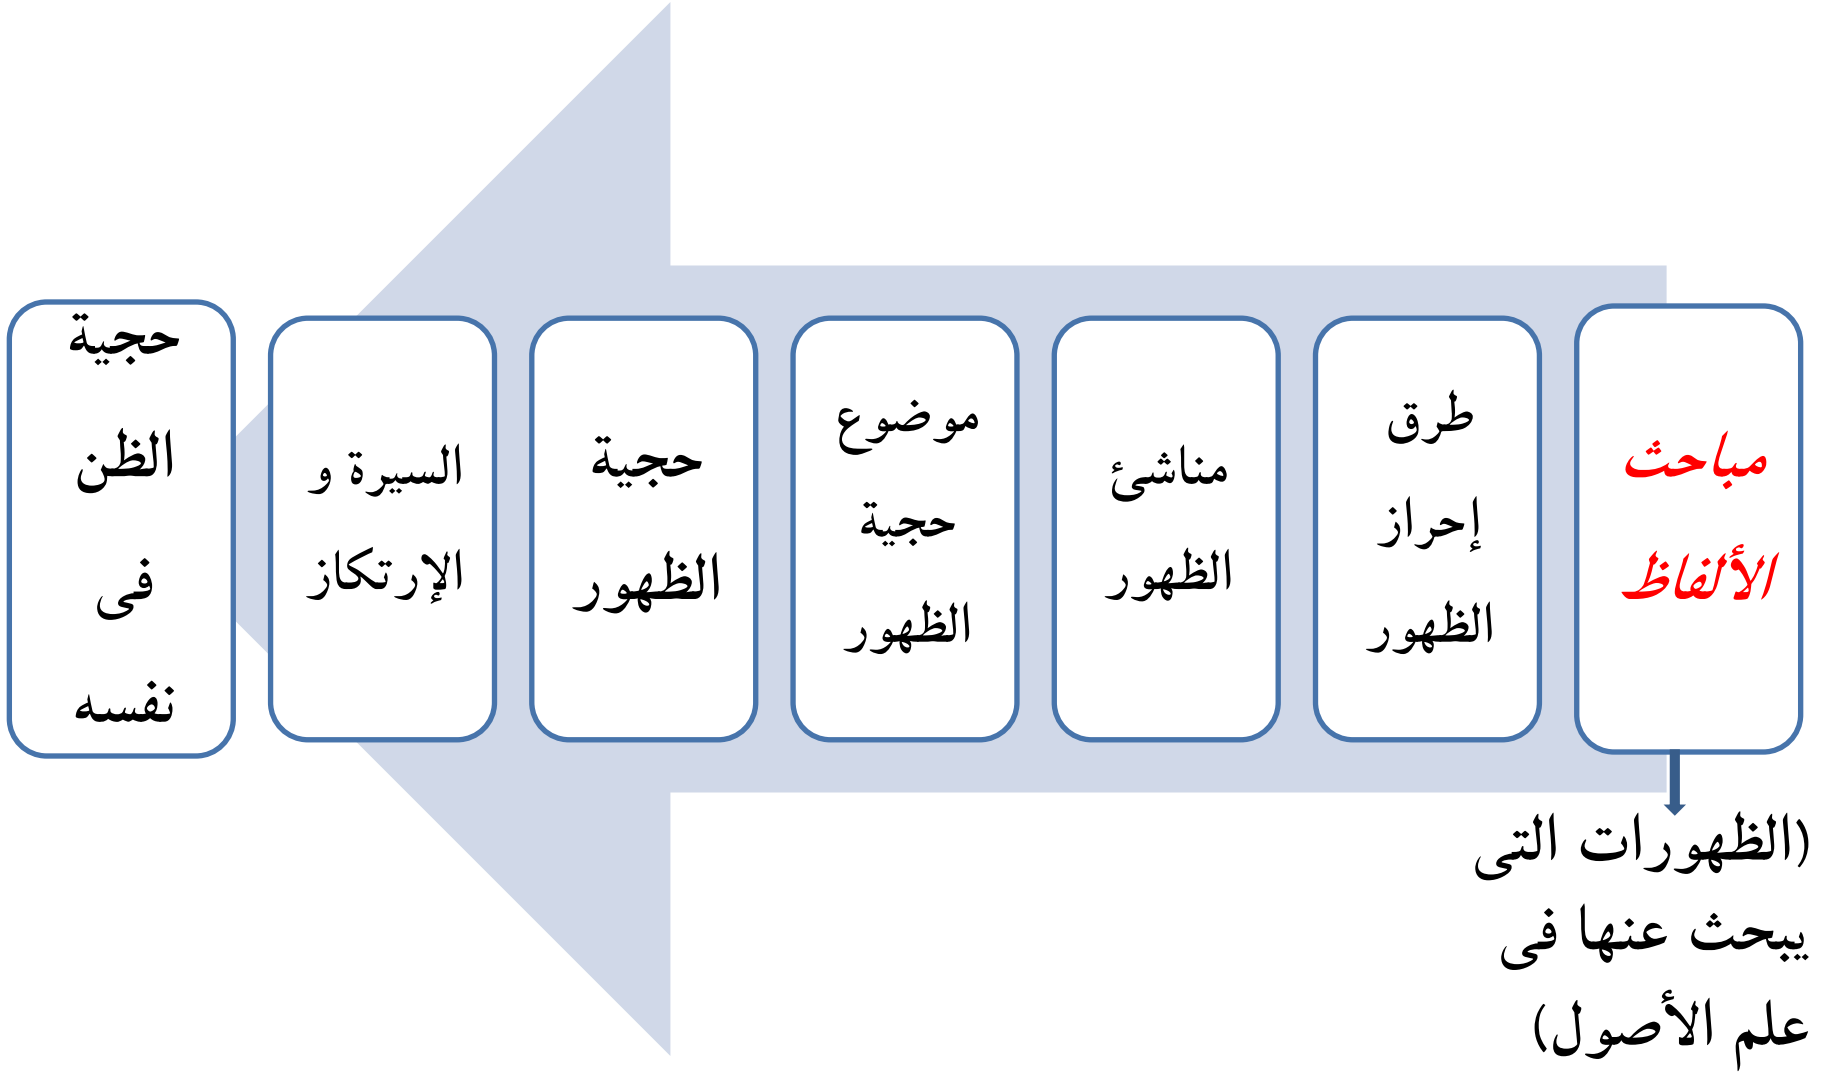 مباحث
الألفاظ
طرق
إحراز
الظهور
مناشئ
الظهور
موضوع
حجية
الظهور
حجية
الظهور
السيرة و
الإرتكاز
حجية
الظن
فى
نفسه
(الظهورات التى
يبحث عنها فى
علم الأصول)